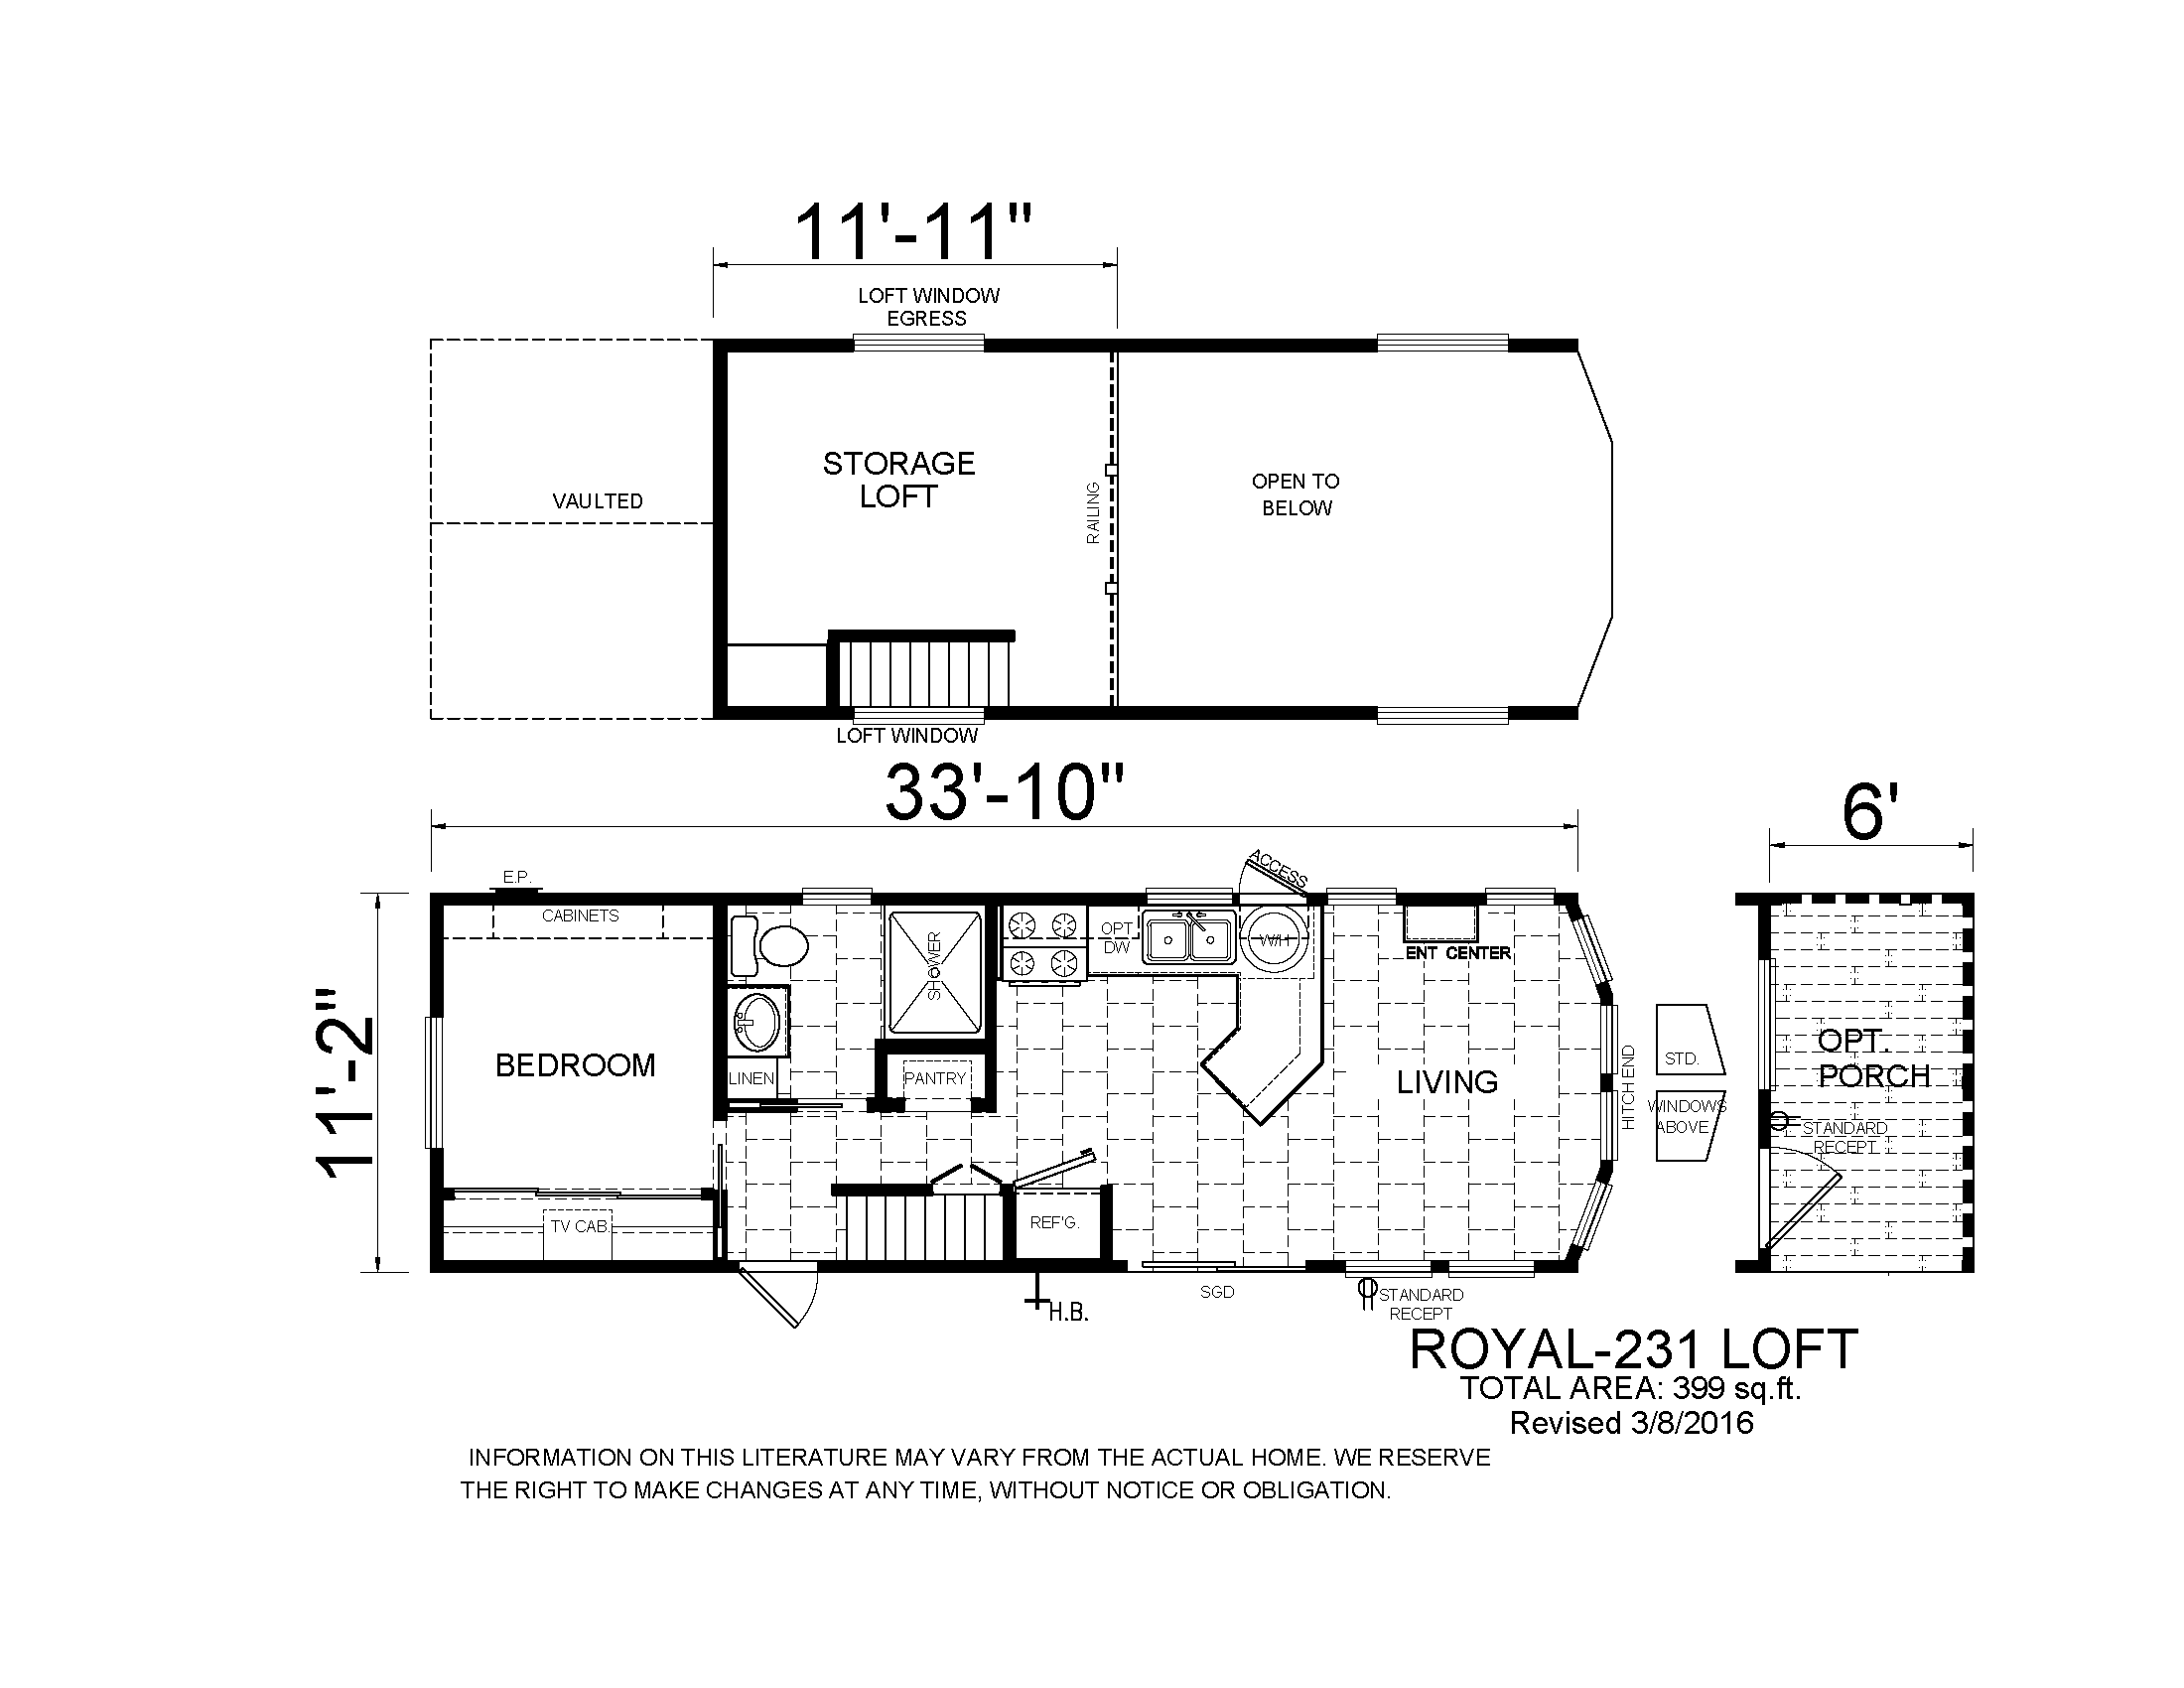 11'-11"
LOFT WINDOW
EGRESS
STORAGE
LOFT
VAULTED
RAILING
OPEN TO
BELOW
LOFT WINDOW
33'-10"
6'
ACCESS
E.P.
CABINETS
OPT
DW
W/H
SHOWER
ENT CENTER
11'-2"
BEDROOM
LINEN
PANTRY
LIVING
HITCH END
STD.
WINDOWS
ABOVE
OPT.
PORCH
STANDARD
RECEPT
TV CAB.
REF'G.
SGD
H.B.
STANDARD
RECEPT
ROYAL-231 LOFT
TOTAL AREA: 399 sq.ft.
Revised 3/8/2016
INFORMATION ON THIS LITERATURE MAY VARY FROM THE ACTUAL HOME. WE RESERVE
THE RIGHT TO MAKE CHANGES AT ANY TIME, WITHOUT NOTICE OR OBLIGATION.